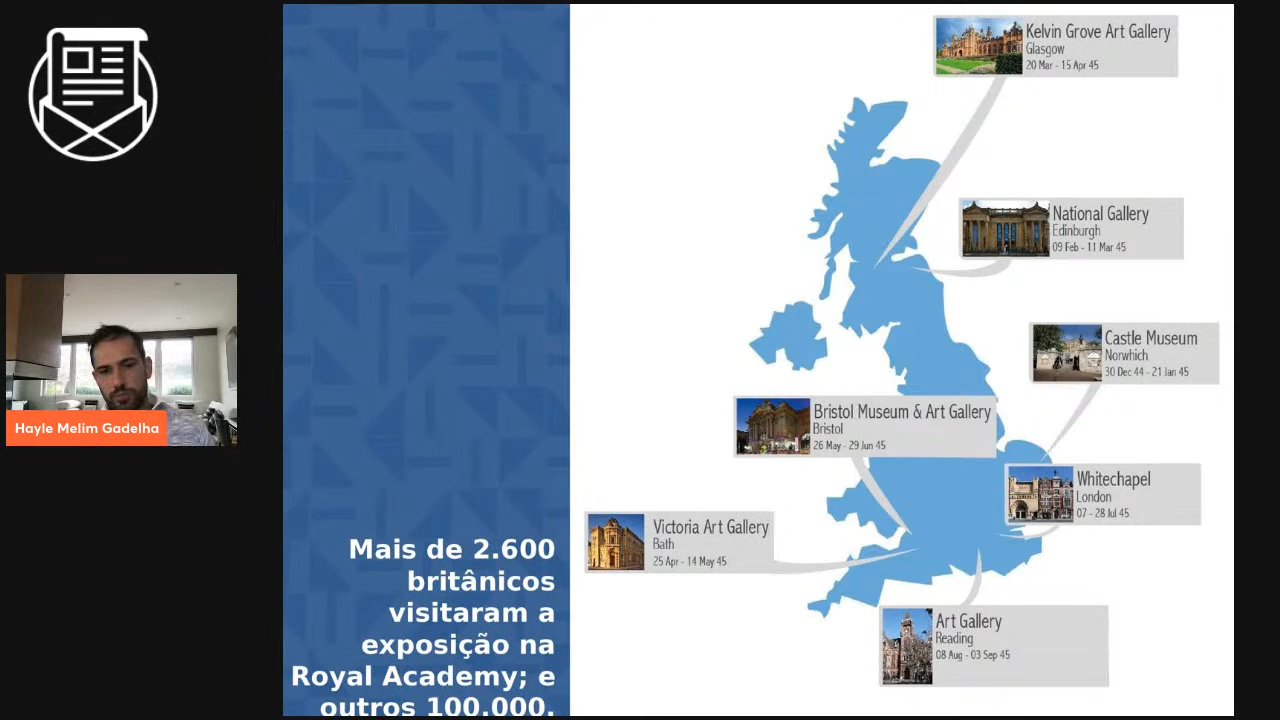 Kelvin Grove Art Gallery
Glasgow
20 Mar - 15 Apr 45
National Gallery
Edinburgh
09 Feb - 11 Mar 45
Castle Museum
Norwhich
30 Dec 44 - 21 Jan 45
Bristol Museum & Art Gallery
Bristol
26 May - 29 Jun 45
Whitechapel
London
07 - 28 Jul 45
Victoria Art Gallery
Bath
25 Apr - 14 May 45
Art Gallery
Reading
08 Aug - 03 Sep 45
Hayle Melim Gadelha
Mais de 2.600
britânicos
visitaram a
exposição na
Royal Academy; e
outros 100.000.